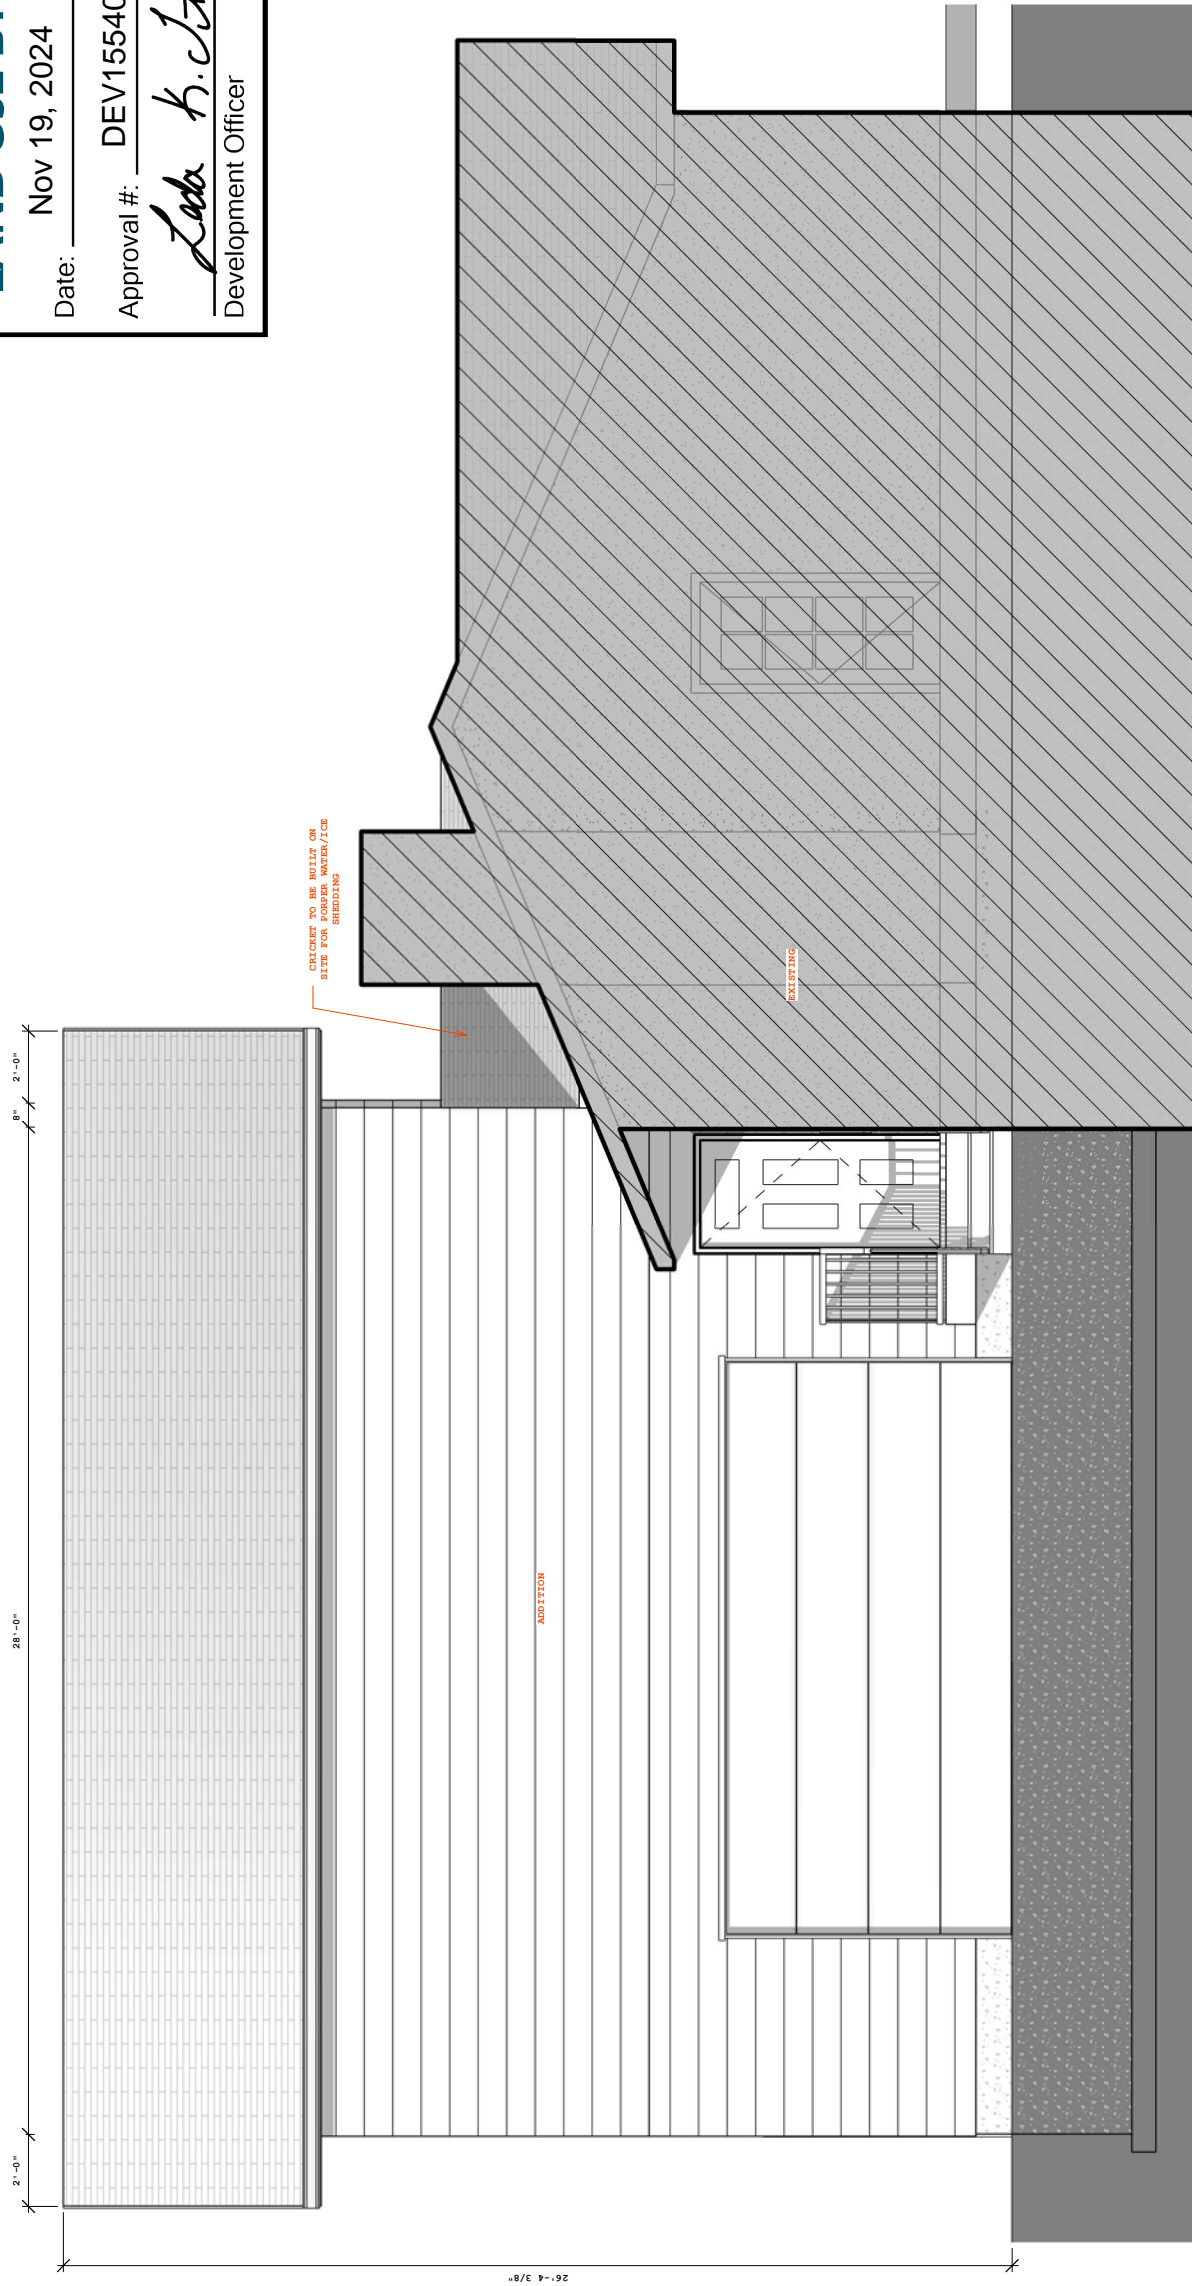 Date: Nov 19, 2024
Approval #: DEV15540
Development Officer
2'-0"
28'-0"
8"
2'-0"
26'-4 3/8"
CRICKET TO BE BUILT ON
SITE FOR PORPER WATER/ICE
SHEDDING
ADDITION
EXISTING